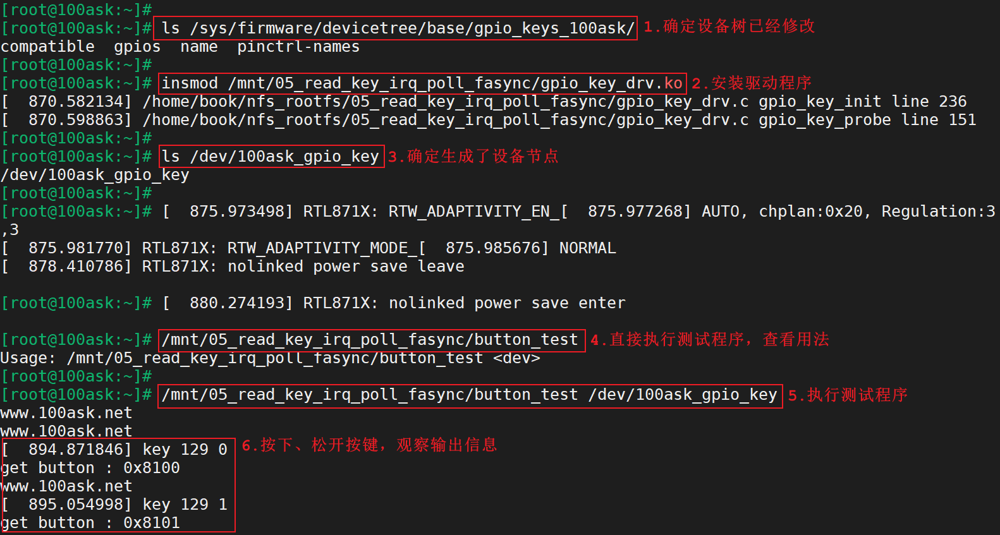 [root@100ask:~]#
[root@100ask:~]# ls /sys/firmware/devicetree/base/gpio_keys_100ask/ 1.确定设备树已经修改
compatible  gpios  name  pinctrl-names
[root@100ask:~]#
[root@100ask:~]# insmod /mnt/05_read_key_irq_poll_fasync/gpio_key_drv.ko 2.安装驱动程序
[  870.582134] /home/book/nfs_rootfs/05_read_key_irq_poll_fasync/gpio_key_drv.c gpio_key_init line 236
[  870.598863] /home/book/nfs_rootfs/05_read_key_irq_poll_fasync/gpio_key_drv.c gpio_key_probe line 151
[root@100ask:~]#
[root@100ask:~]# ls /dev/100ask_gpio_key 3.确定生成了设备节点
/dev/100ask_gpio_key
[root@100ask:~]#
[root@100ask:~]# [  875.973498] RTL871X: RTW_ADAPTIVITY_EN_[  875.977268] AUTO, chplan:0x20, Regulation:3
,3
[  875.981770] RTL871X: RTW_ADAPTIVITY_MODE_[  875.985676] NORMAL
[  878.410786] RTL871X: nolinked power save leave
[root@100ask:~]# [  880.274193] RTL871X: nolinked power save enter
[root@100ask:~]# /mnt/05_read_key_irq_poll_fasync/button_test 4.直接执行测试程序，查看用法
Usage: /mnt/05_read_key_irq_poll_fasync/button_test <dev>
[root@100ask:~]#
[root@100ask:~]# /mnt/05_read_key_irq_poll_fasync/button_test /dev/100ask_gpio_key 5.执行测试程序
www.100ask.net
www.100ask.net
[  894.871846] key 129 0 6.按下、松开按键，观察输出信息
get button : 0x8100
www.100ask.net
[  895.054998] key 129 1
get button : 0x8101